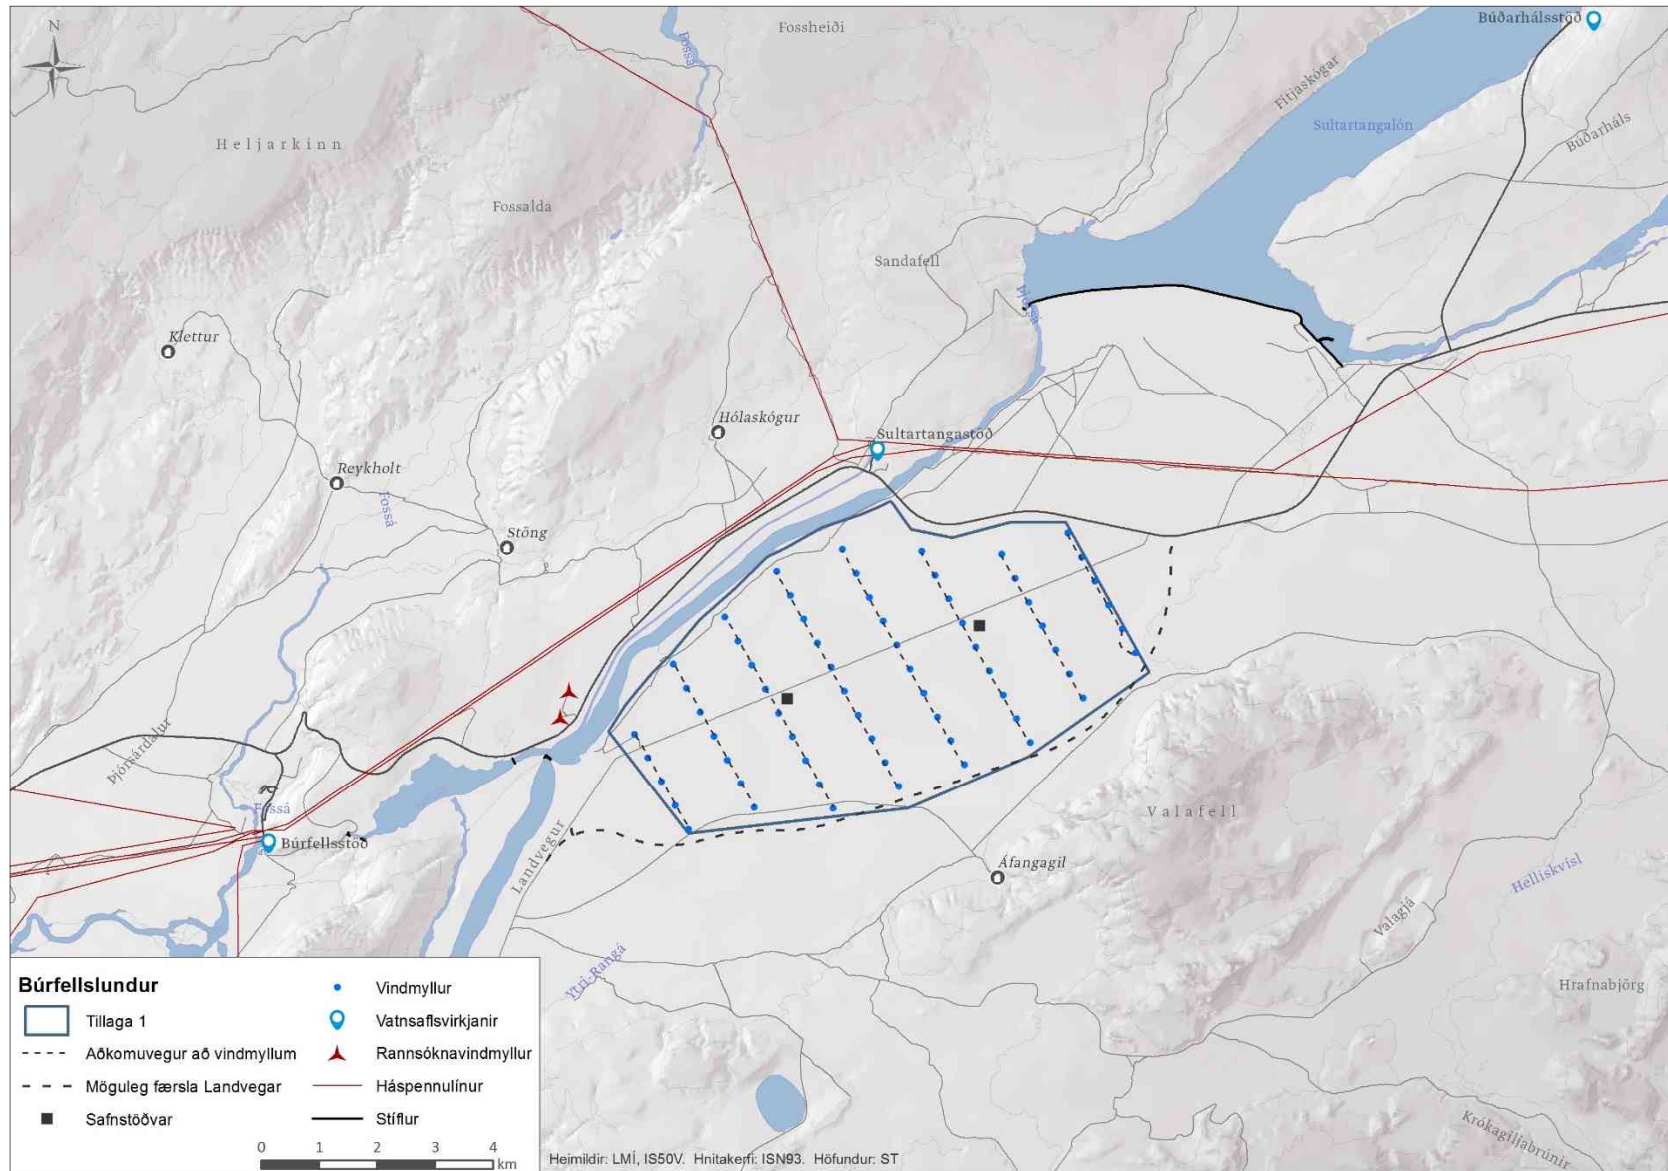 N
Fossá
Fossheiði
Búðarhálsstöð
Fitjaskógar
Sultartangalón
Búðarháls
Heljarkinn
Fossalda
Sandafell
Þjórsá
Klettur
Hólaskógur
Sultartangastöð
Reykholt
Fossá
Stöng
Þjórsárdalur
Fossá
Búrfellsstöð
Landvegur
Valafell
Áfangagil
Helliskvísl
Valagjá
Ytri-Rangá
Hrafnabjörg
Krókagiljabrúnir
Búrfellslundur
Tillaga 1
Aðkomuvegur að vindmyllum
Möguleg færsla Landvegar
Safnstöðvar
Vindmyllur
Vatnsaflsvirkjanir
Rannsóknavindmyllur
Háspennulínur
Stíflur
0 1 2 3 4
km
Heimildir: LMÍ, IS50V. Hnitakerfi: ISN93. Höfundur: ST